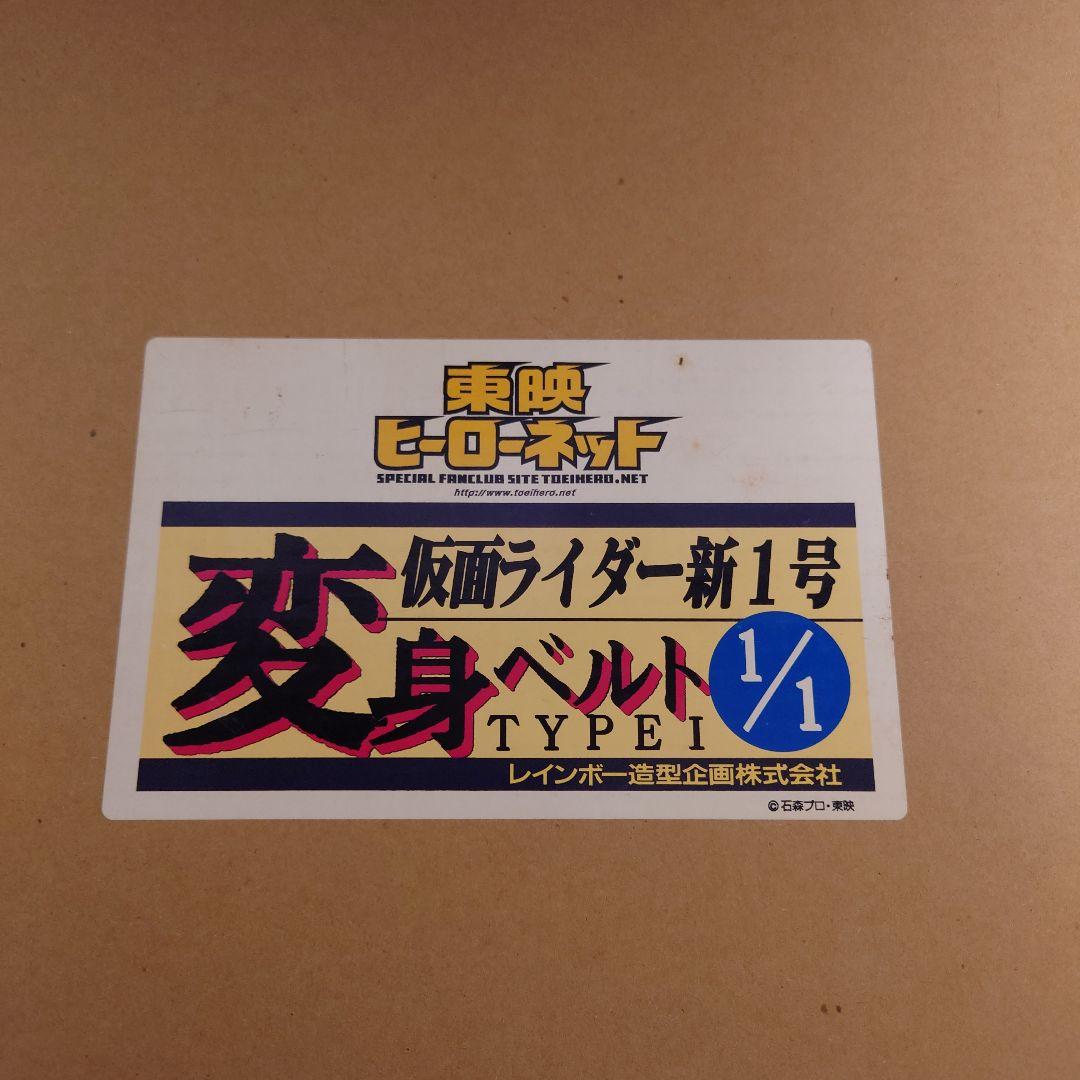 東映
ヒーローネット
SPECIAL FANCLUB SITE TOEIHERO.NET
http://www.toeihero.net
仮面ライダー新1号
変身ベルト
TYPE I
1/1
レインボー造型企画株式会社
©石森プロ・東映